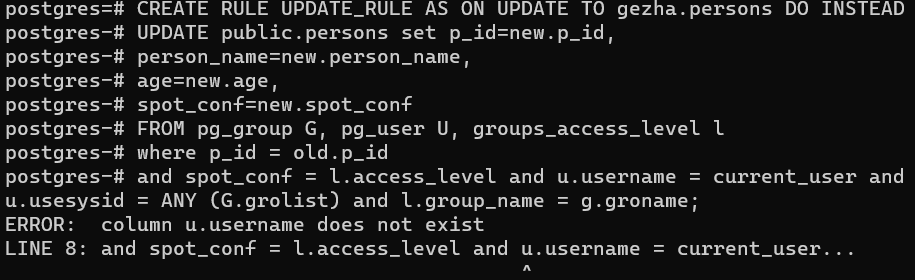 postgres=# CREATE RULE UPDATE_RULE AS ON UPDATE TO gezha.persons DO INSTEAD
postgres-# UPDATE public.persons set p_id=new.p_id,
postgres-# person_name=new.person_name,
postgres-# age=new.age,
postgres-# spot_conf=new.spot_conf
postgres-# FROM pg_group G, pg_user U, groups_access_level l
postgres-# where p_id = old.p_id
postgres-# and spot_conf = l.access_level and u.username = current_user and
u.usesysid = ANY (G.grolist) and l.group_name = g.groname;
ERROR:  column u.username does not exist
LINE 8: and spot_conf = l.access_level and u.username = current_user...
                                           ^